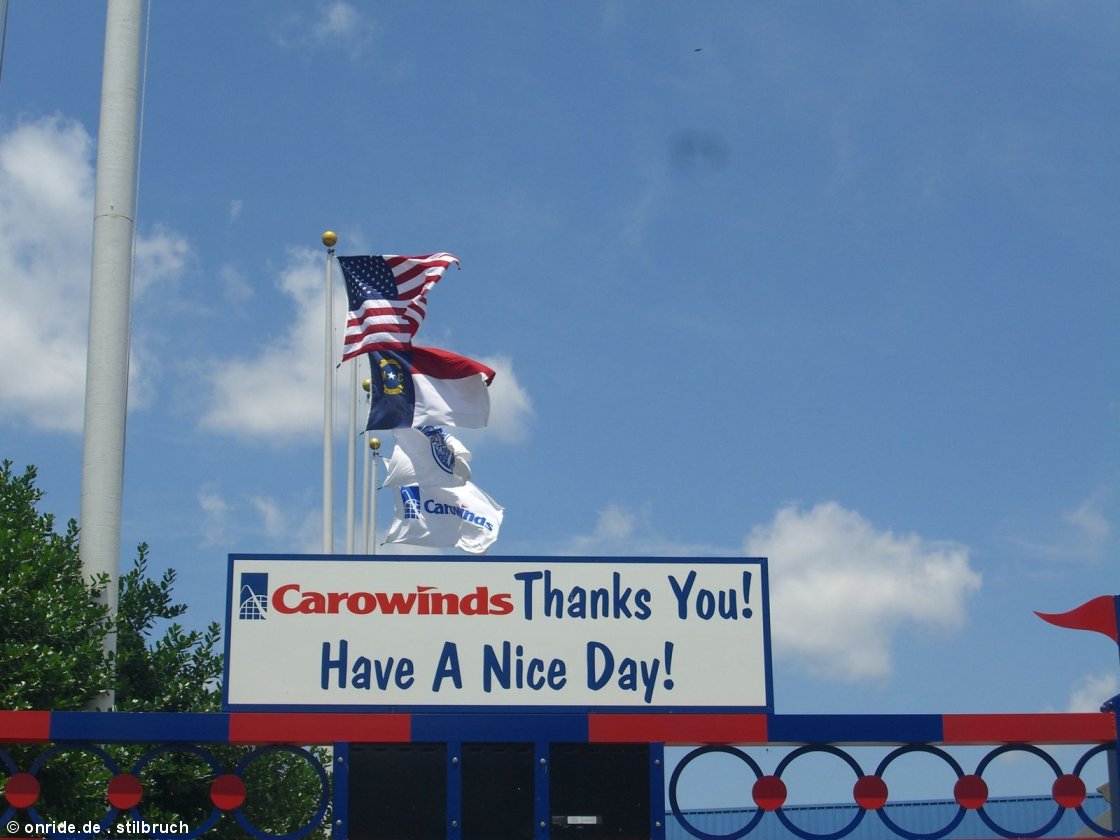 Carowinds
Carowinds Thanks You!
Have A Nice Day!
© onride.de . stilbruch